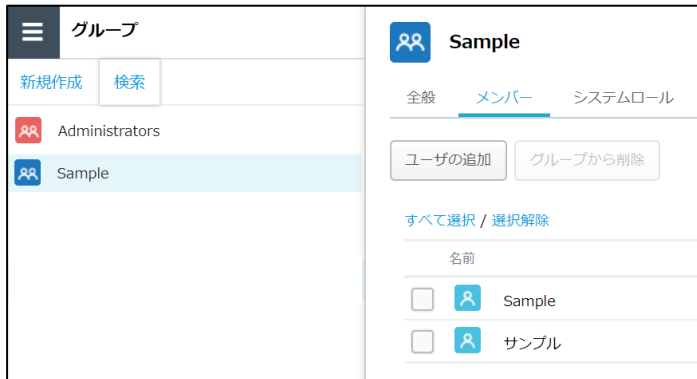 グループ
新規作成 検索
Administrators
Sample
Sample
全般 メンバー システムロール
ユーザの追加 グループから削除
すべて選択 / 選択解除
名前
Sample
サンプル